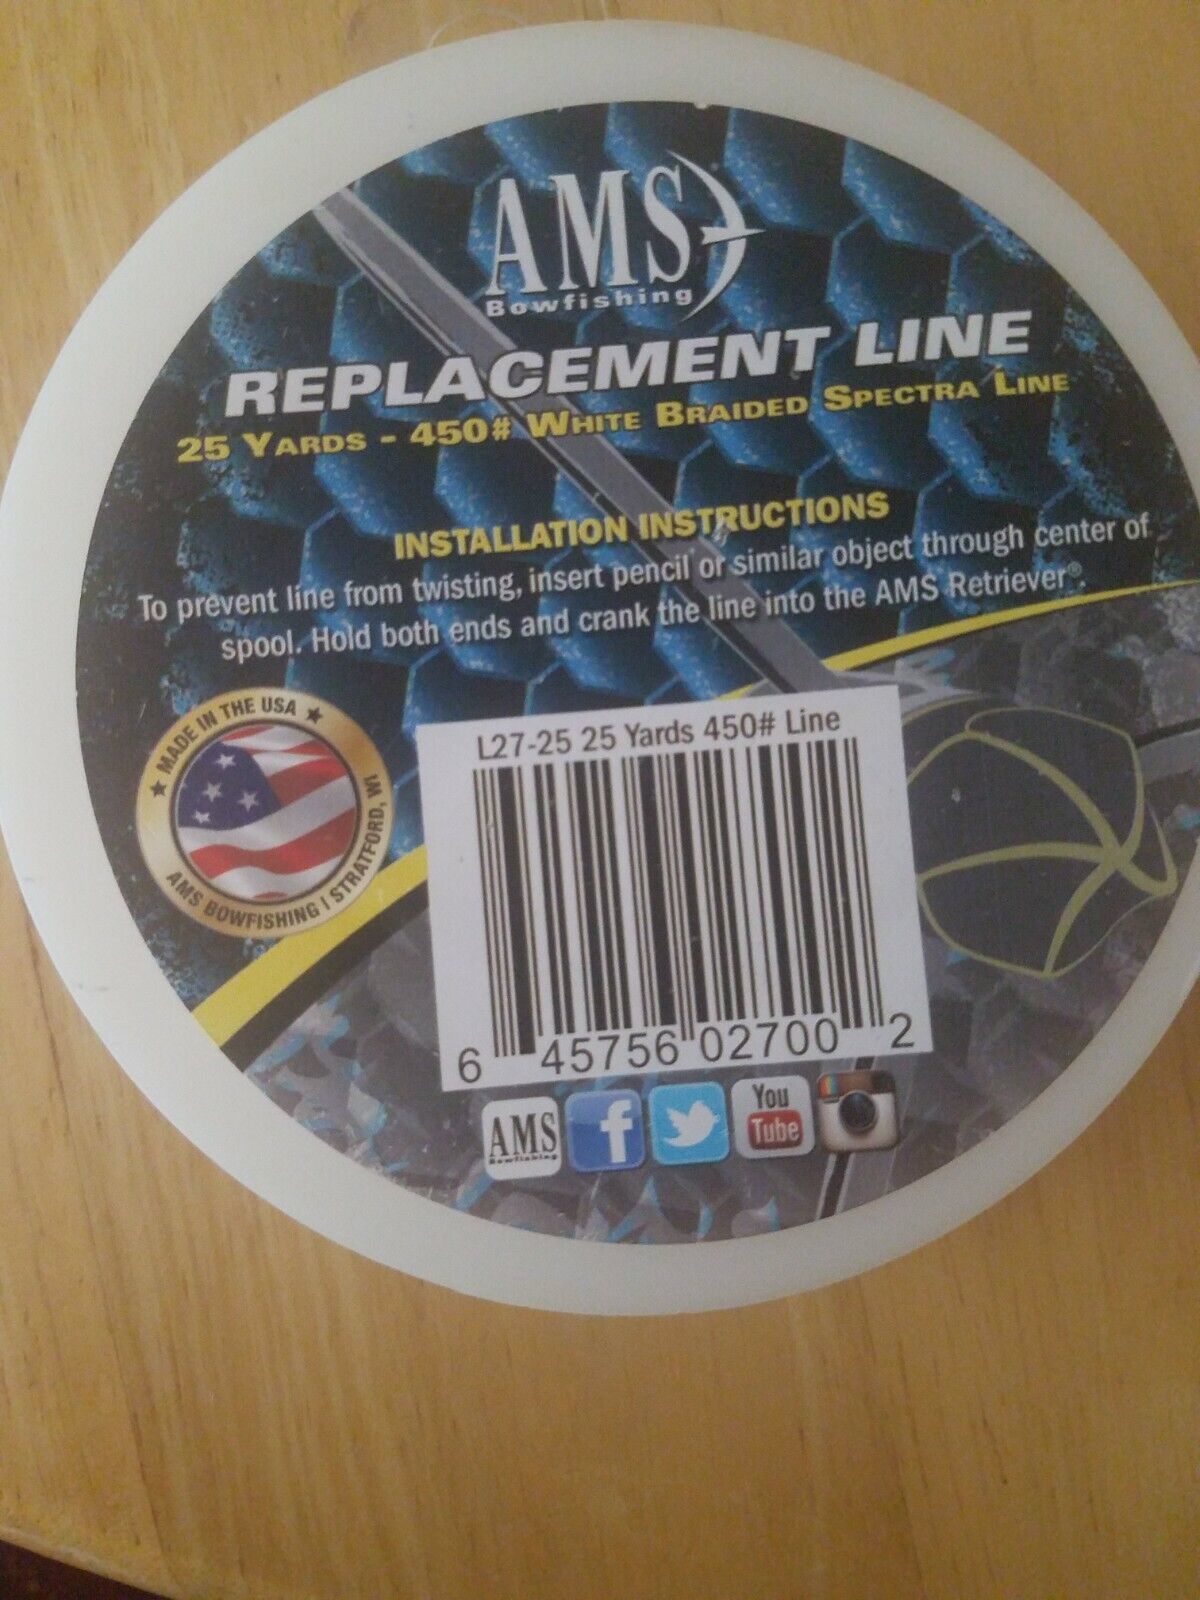 AMS
Bowfishing
REPLACEMENT LINE
25 YARDS - 450# WHITE BRAIDED SPECTRA LINE
INSTALLATION INSTRUCTIONS
To prevent line from twisting, insert pencil or similar object through center of
spool. Hold both ends and crank the line into the AMS Retriever®.
MADE IN THE USA
AMS BOWFISHING | STRATFORD, WI
L27-25 25 Yards 450# Line
6 45756 02700 2
AMS
Bowfishing
f
You
Tube